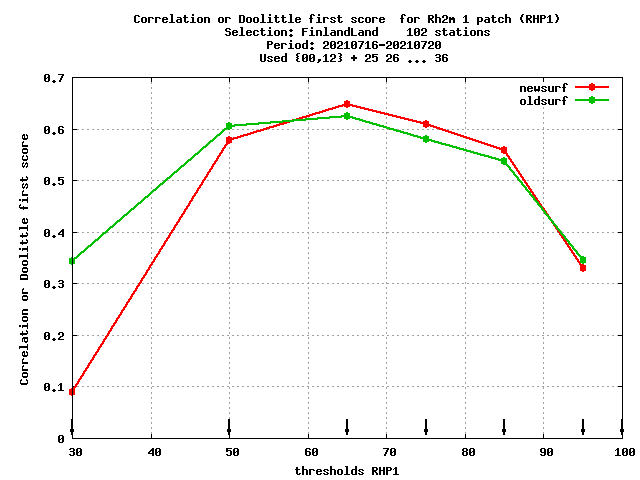 Correlation or Doolittle first score  for Rh2m 1 patch (RHP1)
Selection: FinlandLand    102 stations
Period: 20210716-20210720
Used {00,12} + 25 26 ... 36
newsurf
oldsurf
Correlation or Doolittle first score
0.7
0.6
0.5
0.4
0.3
0.2
0.1
0
30 40 50 60 70 80 90 100
thresholds RHP1